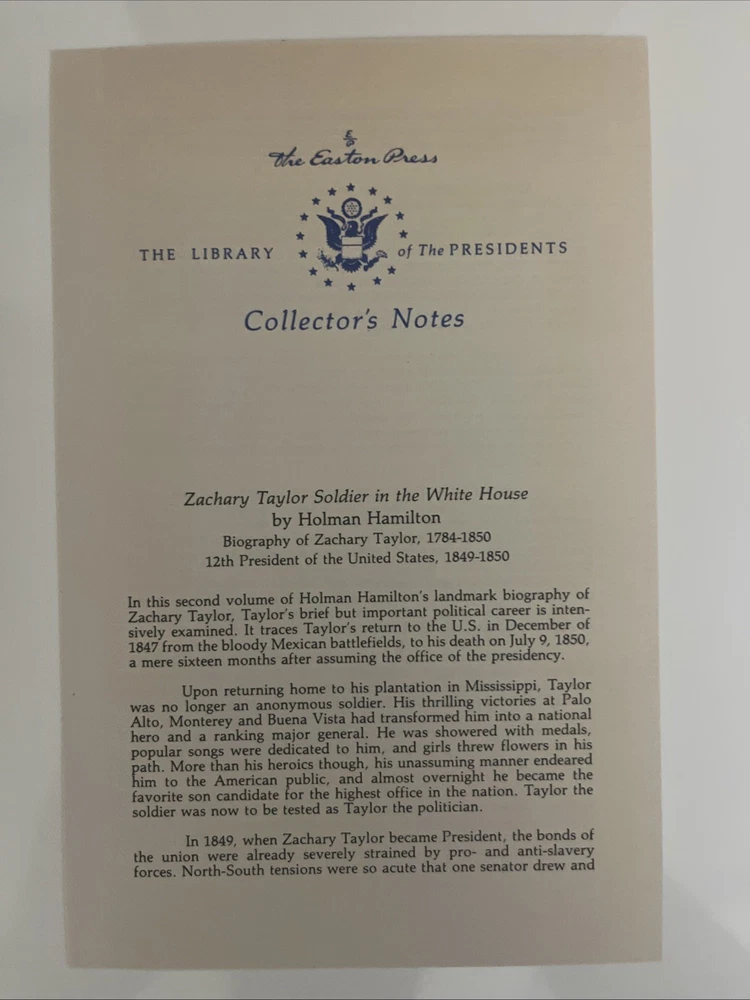 E/P
The Easton Press
THE LIBRARY of The PRESIDENTS
Collector's Notes
Zachary Taylor Soldier in the White House
by Holman Hamilton
Biography of Zachary Taylor, 1784-1850
12th President of the United States, 1849-1850
In this second volume of Holman Hamilton's landmark biography of
Zachary Taylor, Taylor's brief but important political career is inten-
sively examined. It traces Taylor's return to the U.S. in December of
1847 from the bloody Mexican battlefields, to his death on July 9, 1850,
a mere sixteen months after assuming the office of the presidency.
Upon returning home to his plantation in Mississippi, Taylor
was no longer an anonymous soldier. His thrilling victories at Palo
Alto, Monterey and Buena Vista had transformed him into a national
hero and a ranking major general. He was showered with medals,
popular songs were dedicated to him, and girls threw flowers in his
path. More than his heroics though, his unassuming manner endeared
him to the American public, and almost overnight he became the
favorite son candidate for the highest office in the nation. Taylor the
soldier was now to be tested as Taylor the politician.
In 1849, when Zachary Taylor became President, the bonds of
the union were already severely strained by pro- and anti-slavery
forces. North-South tensions were so acute that one senator drew and